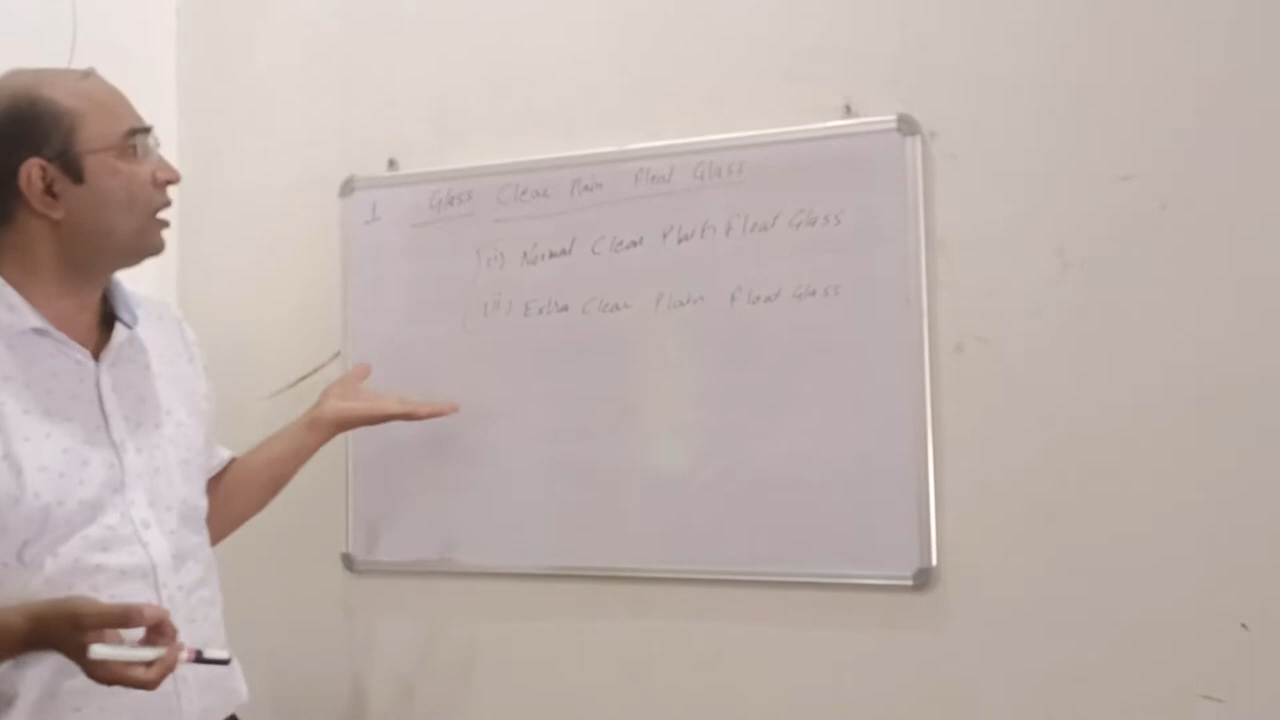 1 Glass Clear Plain Float Glass
(i) Normal Clear Plain Float Glass
(ii) Extra Clear Plain Float Glass